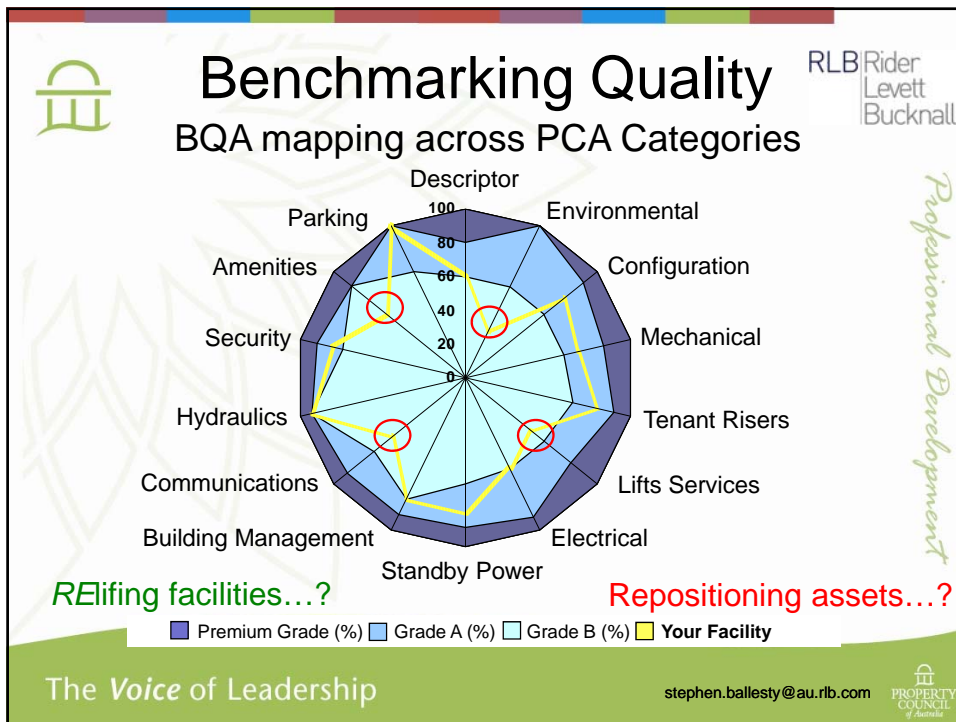 Benchmarking Quality
RLB Rider
Levett
Bucknall
BQA mapping across PCA Categories
Descriptor
Environmental
Configuration
Mechanical
Tenant Risers
Lifts Services
Electrical
Standby Power
Building Management
Communications
Hydraulics
Security
Amenities
Parking
100
80
60
40
20
0
Professional Development
RElifing facilities…?
Repositioning assets…?
Premium Grade (%) Grade A (%) Grade B (%) Your Facility
The Voice of Leadership
stephen.ballesty@au.rlb.com
PROPERTY
COUNCIL
of Australia